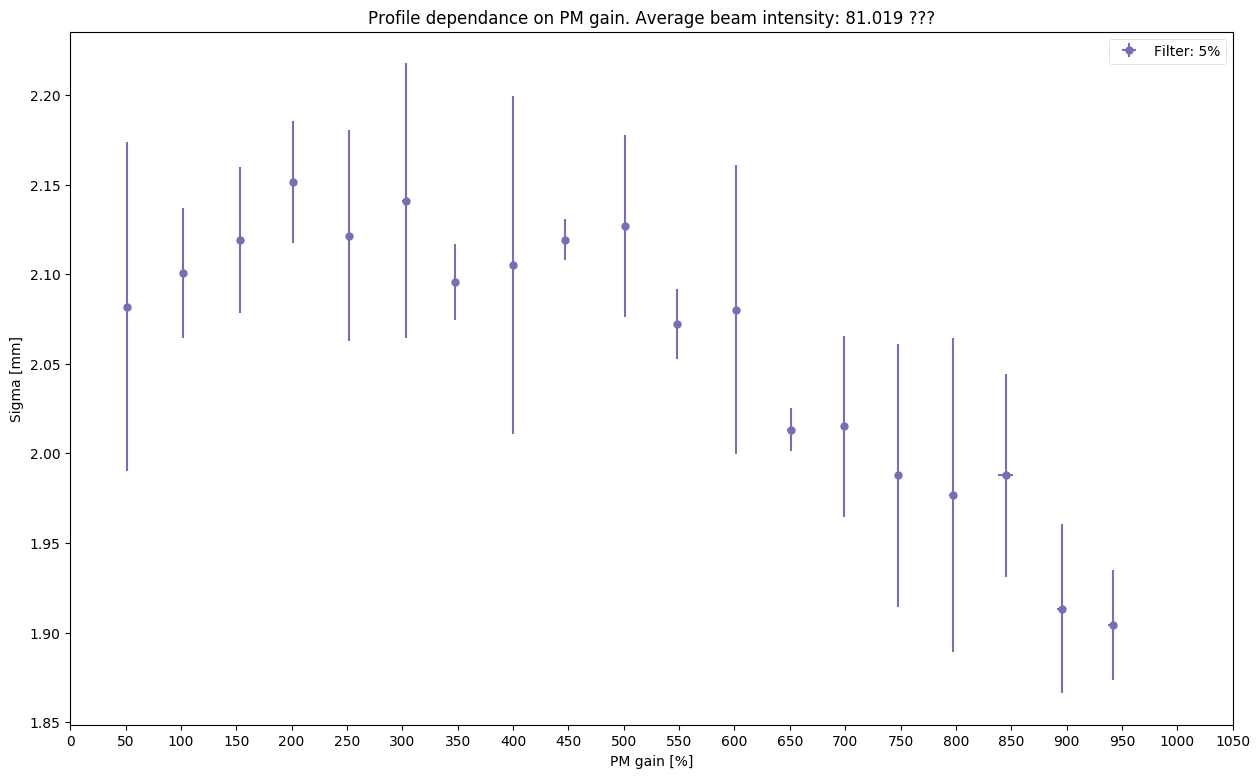 Profile dependance on PM gain. Average beam intensity: 81.019 ???
Filter: 5%
2.20
2.15
2.10
2.05
2.00
1.95
1.90
1.85
Sigma [mm]
0 50 100 150 200 250 300 350 400 450 500 550 600 650 700 750 800 850 900 950 1000 1050
PM gain [%]